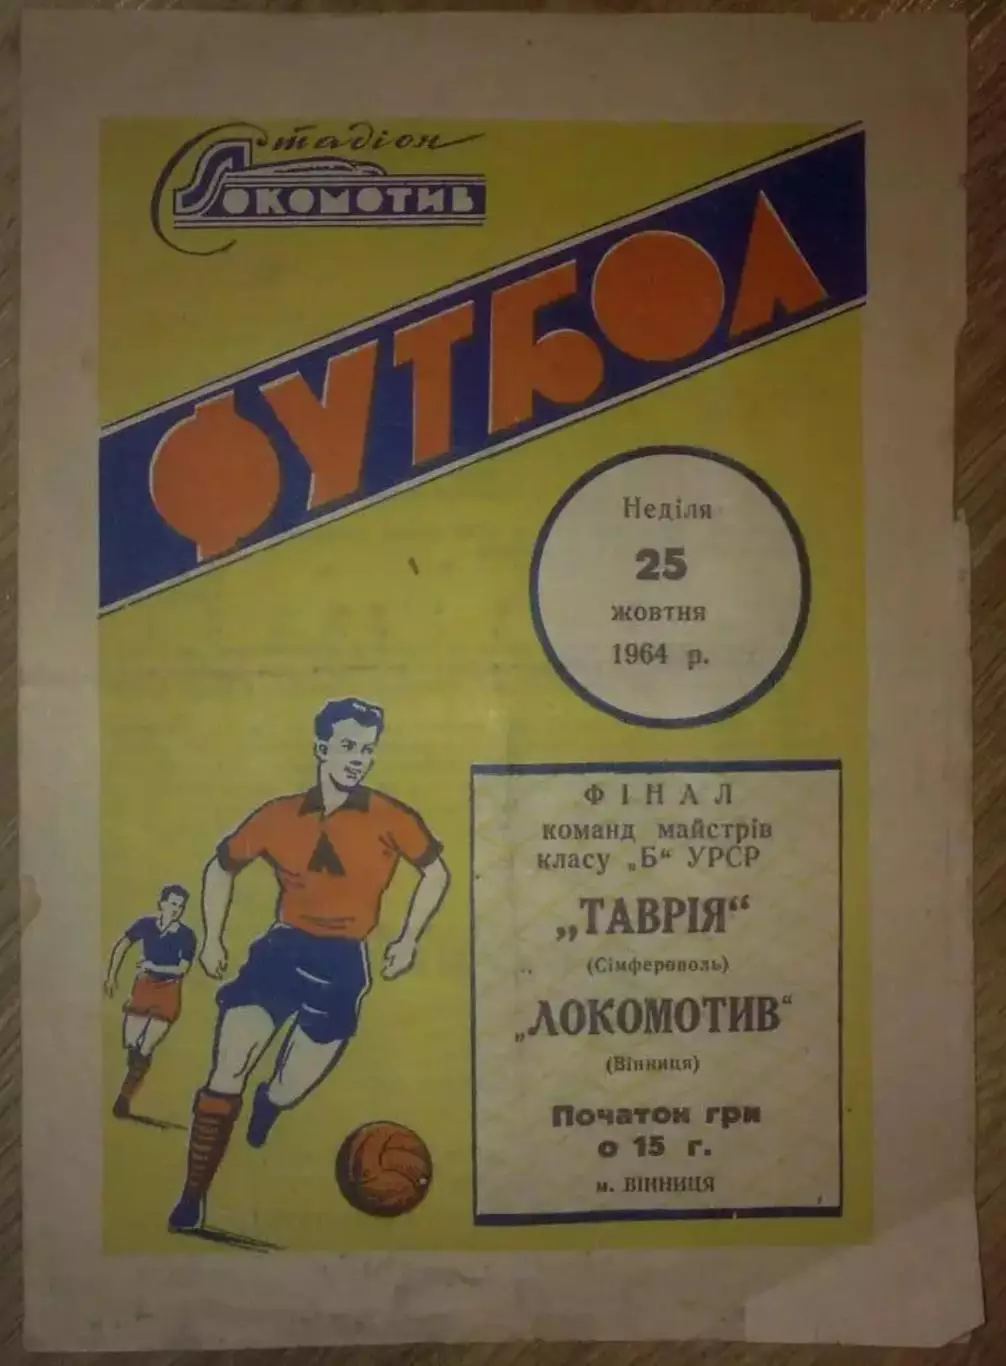 Стадіон
ЛОКОМОТИВ
ФУТБОЛ
Неділя
25
жовтня
1964 р.
ФІНАЛ
команд майстрів
класу „Б“ УРСР
„ТАВРІЯ“
(Сімферополь)
„ЛОКОМОТИВ“
(Вінниця)
Початок гри
о 15 г.
м. ВІННИЦЯ
Л